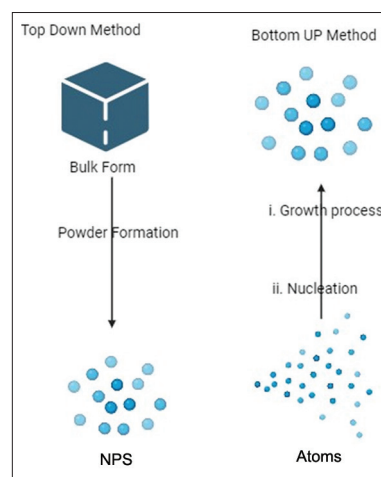 Top Down Method
Bulk Form
Powder Formation
NPS
Bottom UP Method
i. Growth process
ii. Nucleation
Atoms